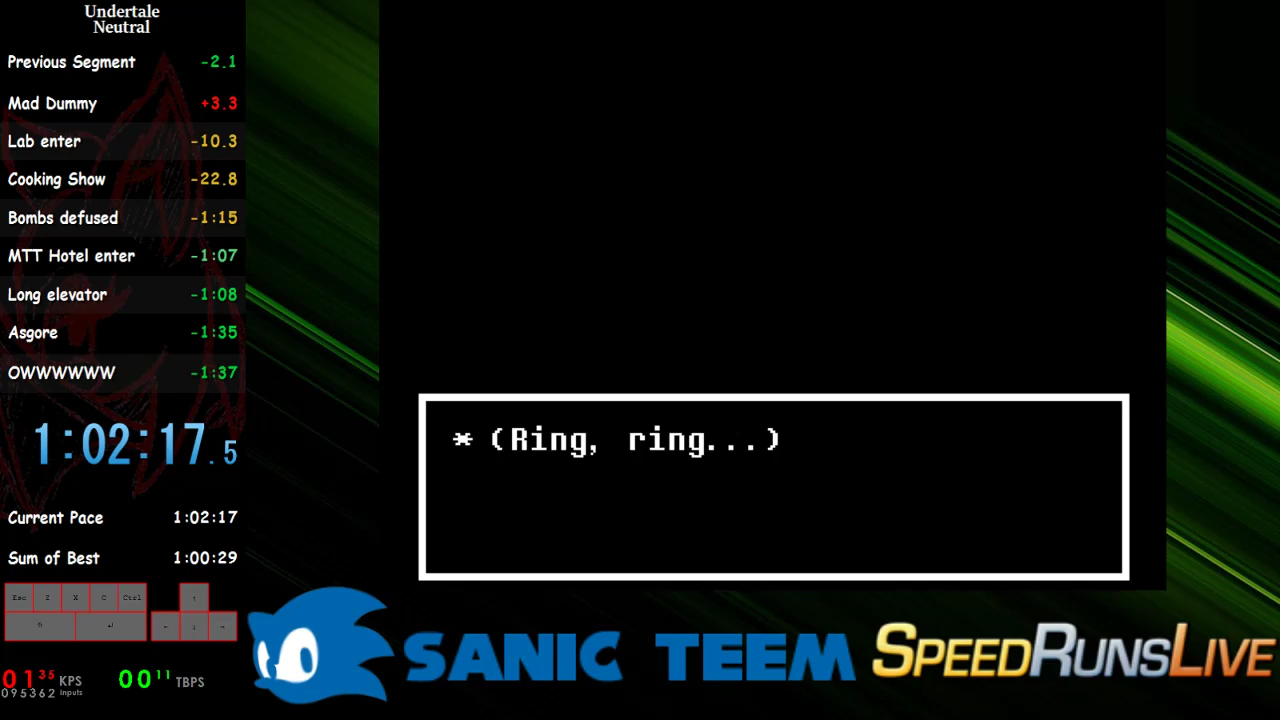 Undertale
Neutral
Previous Segment -2.1
Mad Dummy +3.3
Lab enter -10.3
Cooking Show -22.8
Bombs defused -1:15
MTT Hotel enter -1:07
Long elevator -1:08
Asgore -1:35
OWWWWWW -1:37
1:02:17.5
Current Pace 1:02:17
Sum of Best 1:00:29
Esc Z X C Ctrl ↑
⇧ ↵ ← ↓ →
01 35 KPS 00 11 TBPS
095362 Inputs
* (Ring, ring...)
SANIC TEEM
SPEEDRUNSLIVE